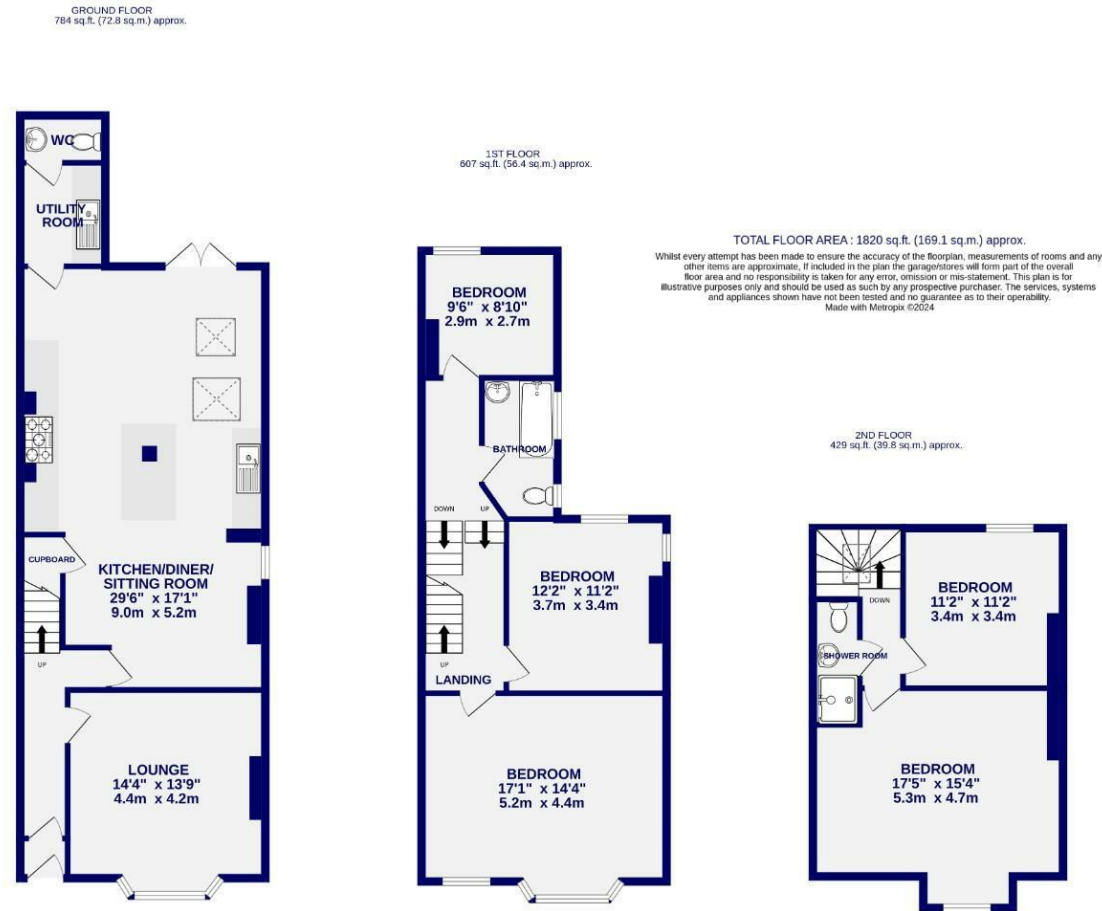 GROUND FLOOR
784 sq.ft. (72.8 sq.m.) approx.
WC
UTILITY
ROOM
CUPBOARD
KITCHEN/DINER/
SITTING ROOM
29'6" x 17'1"
9.0m x 5.2m
UP
LOUNGE
14'4" x 13'9"
4.4m x 4.2m
1ST FLOOR
607 sq.ft. (56.4 sq.m.) approx.
BEDROOM
9'6" x 8'10"
2.9m x 2.7m
BATHROOM
DOWN
UP
BEDROOM
12'2" x 11'2"
3.7m x 3.4m
UP
LANDING
BEDROOM
17'1" x 14'4"
5.2m x 4.4m
TOTAL FLOOR AREA : 1820 sq.ft. (169.1 sq.m.) approx.
Whilst every attempt has been made to ensure the accuracy of the floorplan, measurements of rooms and any
other items are approximate, If included in the plan the garage/stores will form part of the overall
floor area and no responsibility is taken for any error, omission or mis-statement. This plan is for
illustrative purposes only and should be used as such by any prospective purchaser. The services, systems
and appliances shown have not been tested and no guarantee as to their operability.
Made with Metropix ©2024
2ND FLOOR
429 sq.ft. (39.8 sq.m.) approx.
BEDROOM
11'2" x 11'2"
3.4m x 3.4m
DOWN
SHOWER ROOM
BEDROOM
17'5" x 15'4"
5.3m x 4.7m